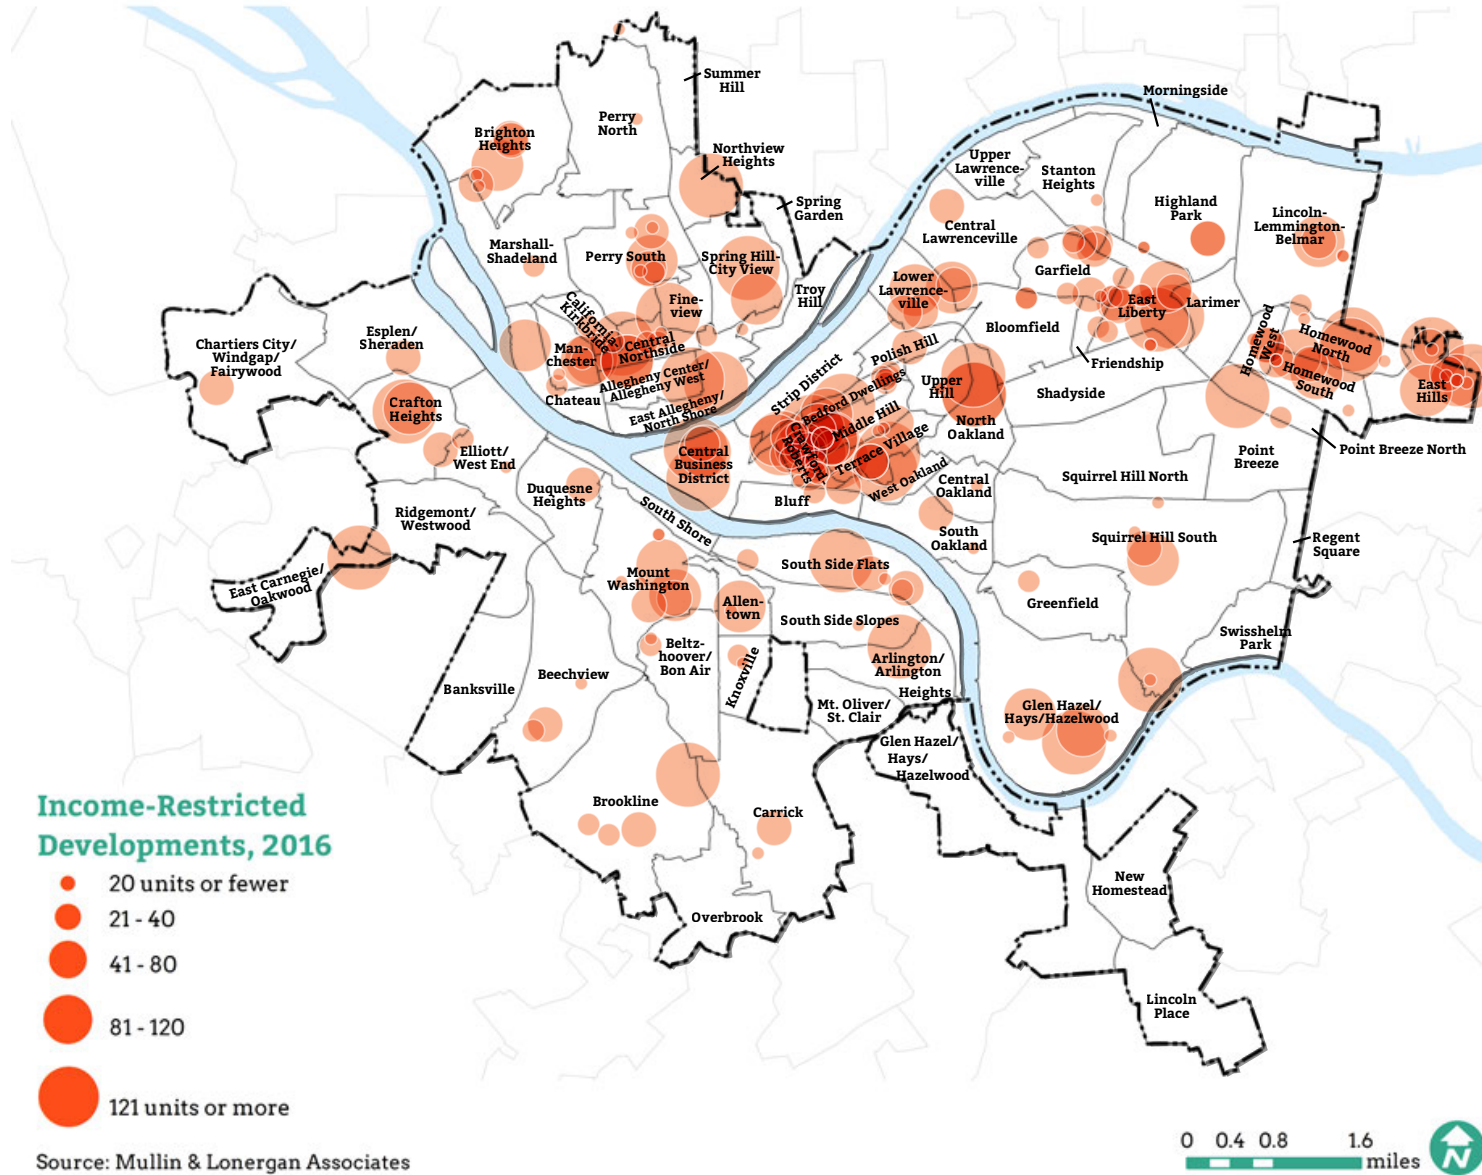 Summer
Hill
Morningside
Perry
North
Brighton
Heights
Northview
Heights
Upper
Lawrence-
ville
Stanton
Heights
Spring
Garden
Highland
Park
Lincoln-
Lemmington-
Belmar
Central
Lawrenceville
Marshall-
Shadeland
Perry South
Spring Hill-
City View
Garfield
Troy
Hill
Lower
Lawrence-
ville
East
Liberty
Larimer
Fine-
view
California-
Kirkbride
Bloomfield
Esplen/
Sheraden
Chartiers City/
Windgap/
Fairywood
Man-
chester
Central
Northside
Polish Hill
Friendship
Homewood
West
Homewood
North
Homewood
South
East
Hills
Allegheny Center/
Allegheny West
Chateau
East Allegheny/
North Shore
Strip District
Bedford Dwellings
Upper
Hill
Shadyside
Crafton
Heights
Middle Hill
North
Oakland
Crawford-
Roberts
Terrace Village
Elliott/
West End
Central
Business
District
Point
Breeze
Point Breeze North
West Oakland
Central
Oakland
Squirrel Hill North
Duquesne
Heights
Bluff
South Shore
Ridgemont/
Westwood
South
Oakland
Squirrel Hill South
Regent
Square
South Side Flats
East Carnegie/
Oakwood
Mount
Washington
Allen-
town
Greenfield
South Side Slopes
Swisshelm
Park
Beltz-
hoover/
Bon Air
Knoxville
Arlington/
Arlington
Heights
Beechview
Banksville
Mt. Oliver/
St. Clair
Glen Hazel/
Hays/Hazelwood
Glen Hazel/
Hays/
Hazelwood
Brookline
Carrick
New
Homestead
Overbrook
Lincoln
Place
Income-Restricted
Developments, 2016
20 units or fewer
21 - 40
41 - 80
81 - 120
121 units or more
Source: Mullin & Lonergan Associates
0 0.4 0.8 1.6
miles
N